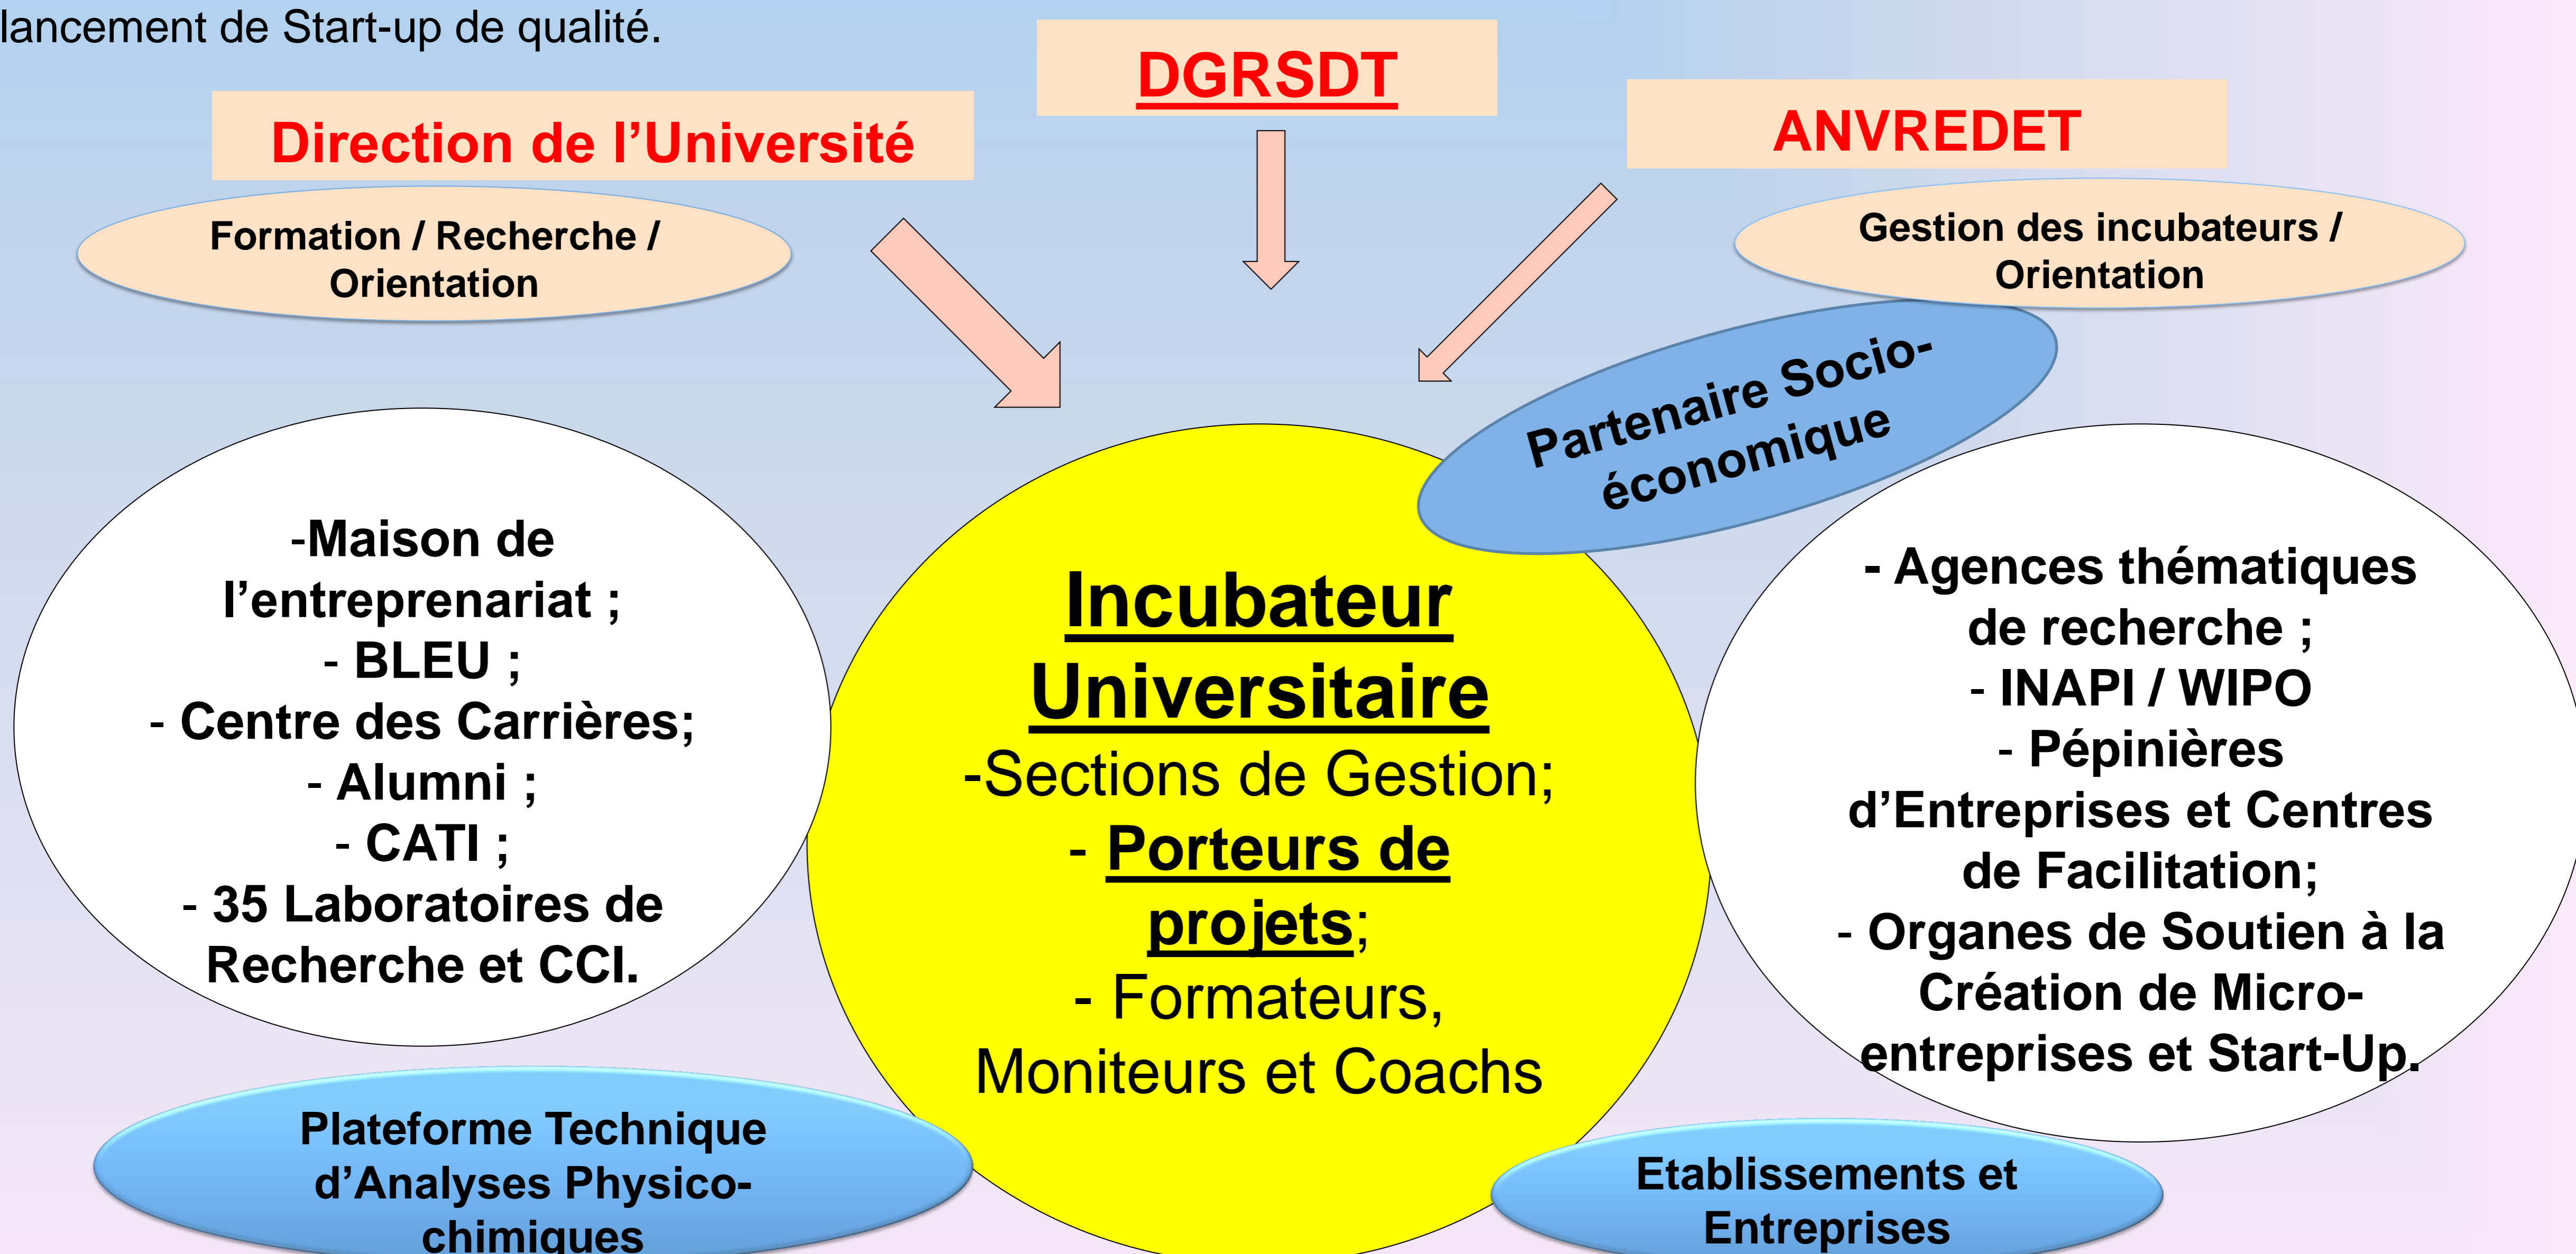 lancement de Start-up de qualité.
DGRSDT
Direction de l’Université
ANVREDET
Formation / Recherche /
Orientation
Gestion des incubateurs /
Orientation
Partenaire Socio-
économique
-Maison de
l’entreprenariat ;
- BLEU ;
- Centre des Carrières;
- Alumni ;
- CATI ;
- 35 Laboratoires de
Recherche et CCI.
Incubateur
Universitaire
-Sections de Gestion;
- Porteurs de
projets;
- Formateurs,
Moniteurs et Coachs
- Agences thématiques
de recherche ;
- INAPI / WIPO
- Pépinières
d’Entreprises et Centres
de Facilitation;
- Organes de Soutien à la
Création de Micro-
entreprises et Start-Up.
Plateforme Technique
d’Analyses Physico-
chimiques
Etablissements et
Entreprises